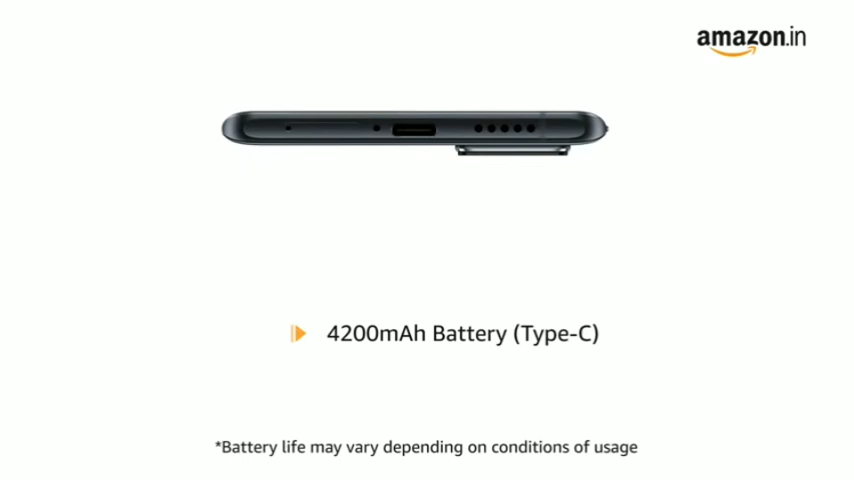 amazon.in
4200mAh Battery (Type-C)
*Battery life may vary depending on conditions of usage